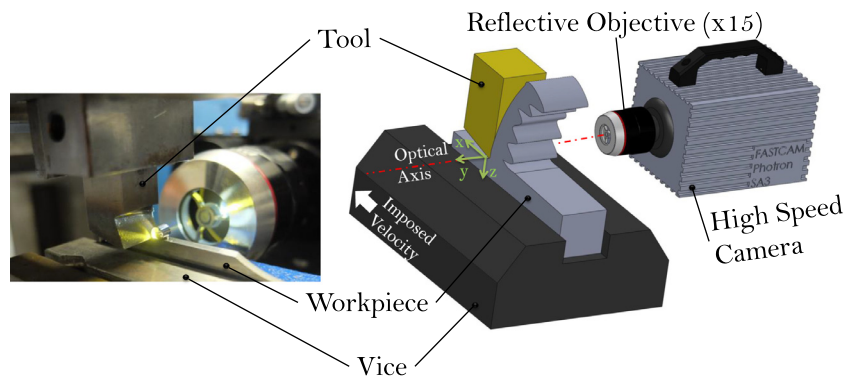 Tool
Reflective Objective (x15)
x
y
z
Optical
Axis
Imposed
Velocity
FASTCAM
Photron
SA3
High Speed
Camera
Workpiece
Vice